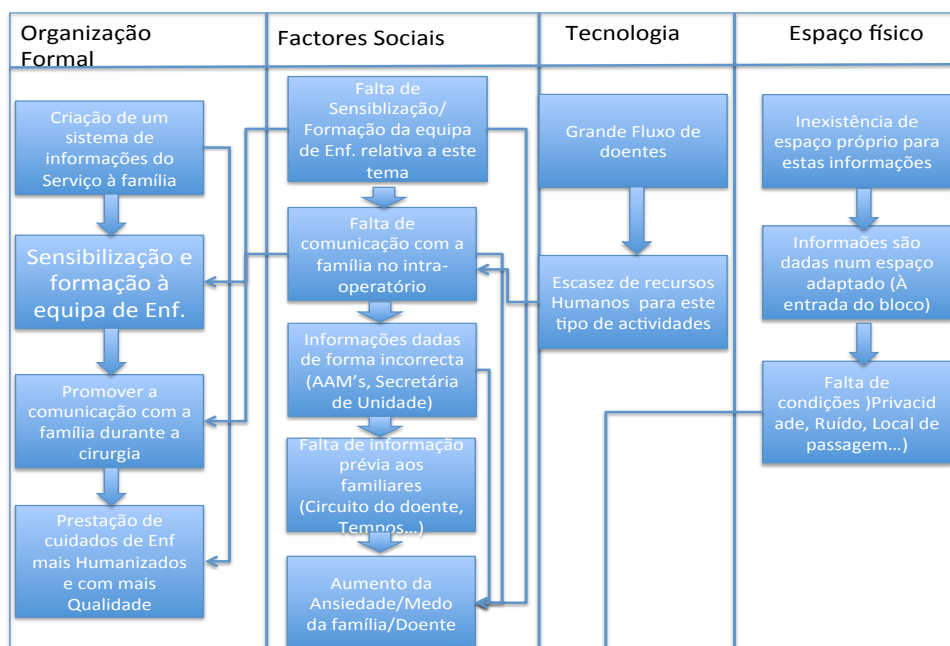 Organização
Formal
Factores Sociais
Tecnologia
Espaço físico
Criação de um
sistema de
informações do
Serviço à família
Sensibilização e
formação à
equipa de Enf.
Promover a
comunicação com a
família durante a
cirurgia
Prestação de
cuidados de Enf
mais Humanizados
e com mais
Qualidade
Falta de
Sensiblização/
Formação da equipa
de Enf. relativa a este
tema
Falta de
comunicação com a
família no intra-
operatório
Informações dadas
de forma incorrecta
(AAM's, Secretária
de Unidade)
Falta de informação
prévia aos
familiares
(Circuito do doente,
Tempos...)
Aumento da
Ansiedade/Medo
da família/Doente
Grande Fluxo de
doentes
Escasez de recursos
Humanos para este
tipo de actividades
Inexistência de
espaço próprio para
estas informações
Informaões são
dadas num espaço
adaptado (À
entrada do bloco)
Falta de
condições )Privacid
ade, Ruído, Local de
passagem...)